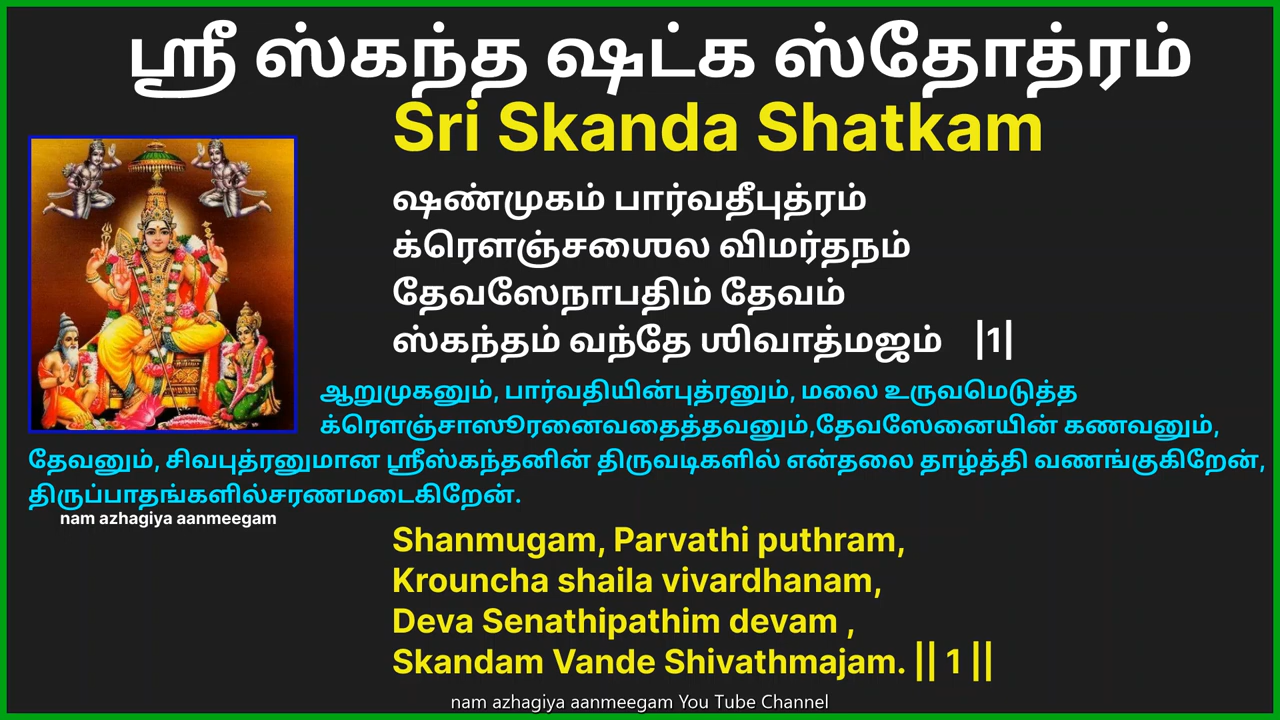 ஸ்ரீ ஸ்கந்த ஷட்க ஸ்தோத்ரம்
Sri Skanda Shatkam
ஷண்முகம் பார்வதீபுத்ரம்
க்ரௌஞ்சஶைல விமர்தநம்
தேவஸேநாபதிம் தேவம்
ஸ்கந்தம் வந்தே ஶிவாத்மஜம் |1|
ஆறுமுகனும், பார்வதியின்புத்ரனும், மலை உருவமெடுத்த
க்ரௌஞ்சாஸூரனைவதைத்தவனும்,தேவஸேனையின் கணவனும்,
தேவனும், சிவபுத்ரனுமான ஸ்ரீஸ்கந்தனின் திருவடிகளில் என்தலை தாழ்த்தி வணங்குகிறேன்,
திருப்பாதங்களில்சரணமடைகிறேன்.
nam azhagiya aanmeegam
Shanmugam, Parvathi puthram,
Krouncha shaila vivardhanam,
Deva Senathipathim devam ,
Skandam Vande Shivathmajam. || 1 ||
nam azhagiya aanmeegam You Tube Channel